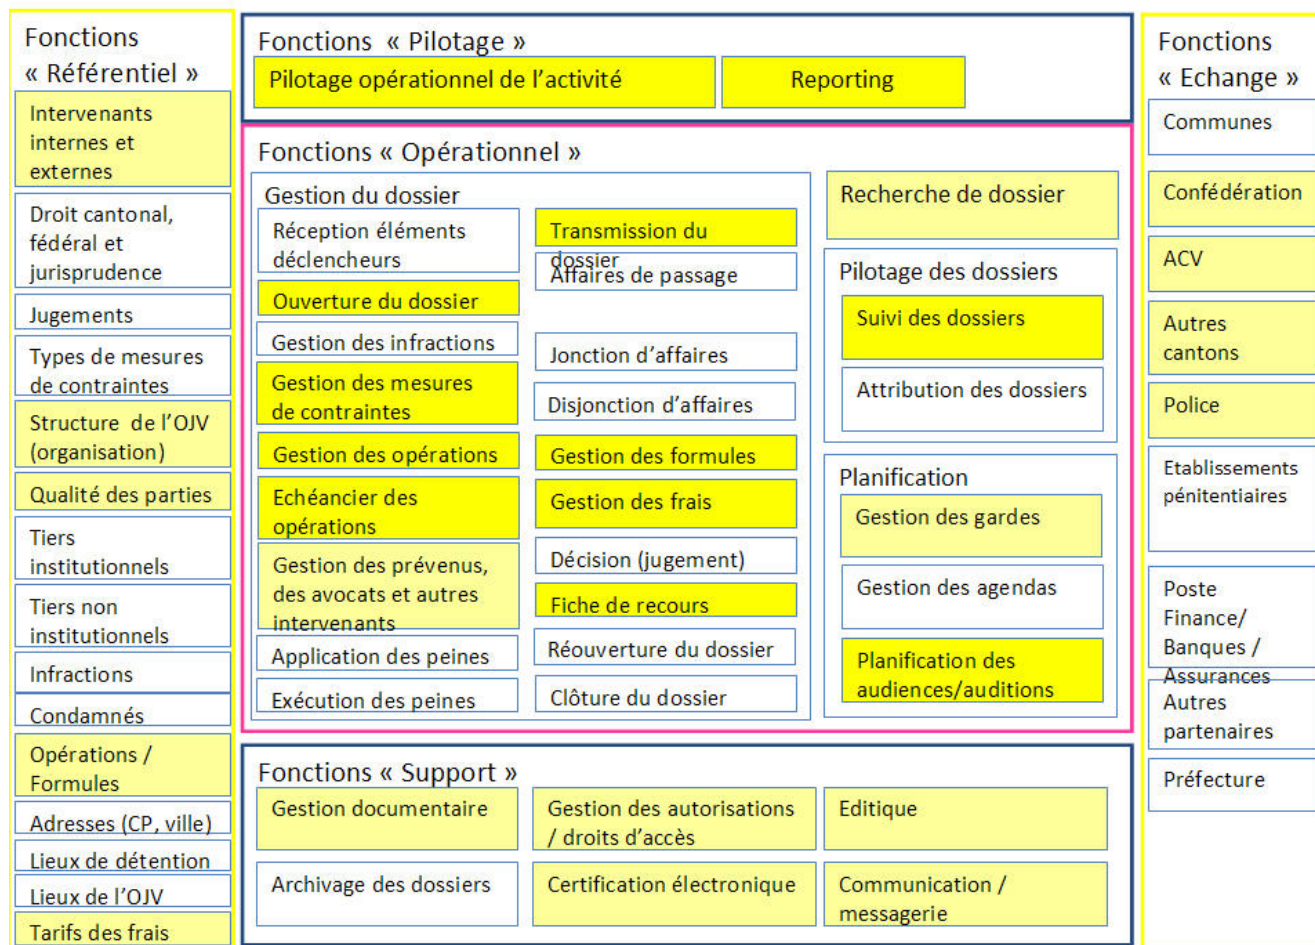 Fonctions
« Référentiel »
Intervenants
internes et
externes
Droit cantonal,
fédéral et
jurisprudence
Jugements
Types de mesures
de contraintes
Structure de l’OJV
(organisation)
Qualité des parties
Tiers
institutionnels
Tiers non
institutionnels
Infractions
Condamnés
Opérations /
Formules
Adresses (CP, ville)
Lieux de détention
Lieux de l’OJV
Tarifs des frais
Fonctions « Pilotage »
Pilotage opérationnel de l’activité
Reporting
Fonctions « Opérationnel »
Gestion du dossier
Réception éléments
déclencheurs
Ouverture du dossier
Gestion des infractions
Gestion des mesures
de contraintes
Gestion des opérations
Echéancier des
opérations
Gestion des prévenus,
des avocats et autres
intervenants
Application des peines
Exécution des peines
Transmission du
dossier
Affaires de passage
Jonction d’affaires
Disjonction d’affaires
Gestion des formules
Gestion des frais
Décision (jugement)
Fiche de recours
Réouverture du dossier
Clôture du dossier
Recherche de dossier
Pilotage des dossiers
Suivi des dossiers
Attribution des dossiers
Planification
Gestion des gardes
Gestion des agendas
Planification des
audiences/auditions
Fonctions « Support »
Gestion documentaire
Gestion des autorisations
/ droits d’accès
Editique
Archivage des dossiers
Certification électronique
Communication /
messagerie
Fonctions
« Echange »
Communes
Confédération
ACV
Autres
cantons
Police
Etablissements
pénitentiaires
Poste
Finance/
Banques /
Assurances
Autres
partenaires
Préfecture